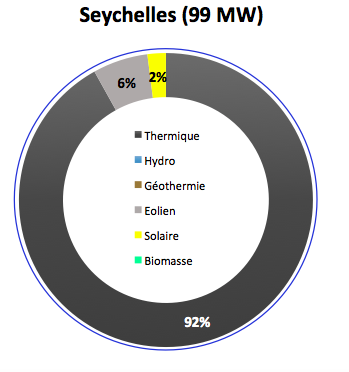 Seychelles (99 MW)
6%
2%
Thermique
Hydro
Géothermie
Eolien
Solaire
Biomasse
92%